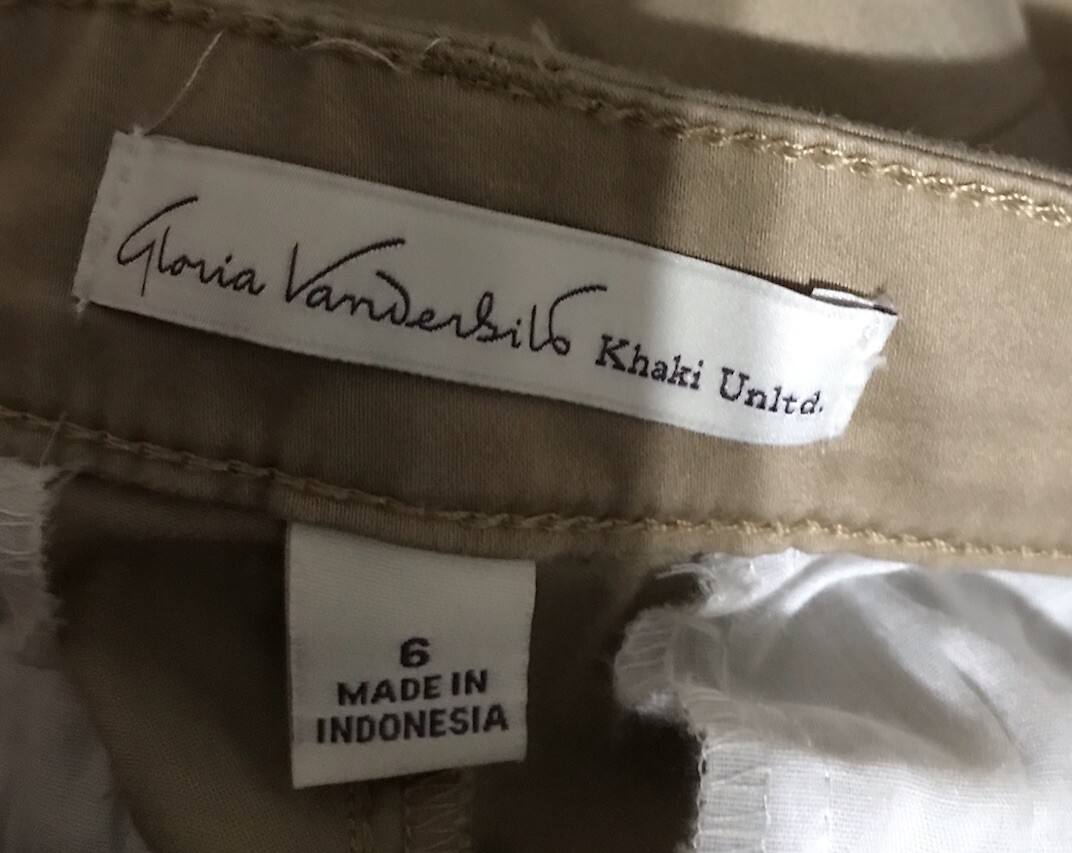 Gloria Vanderbilt Khaki Unltd.
6
MADE IN
INDONESIA